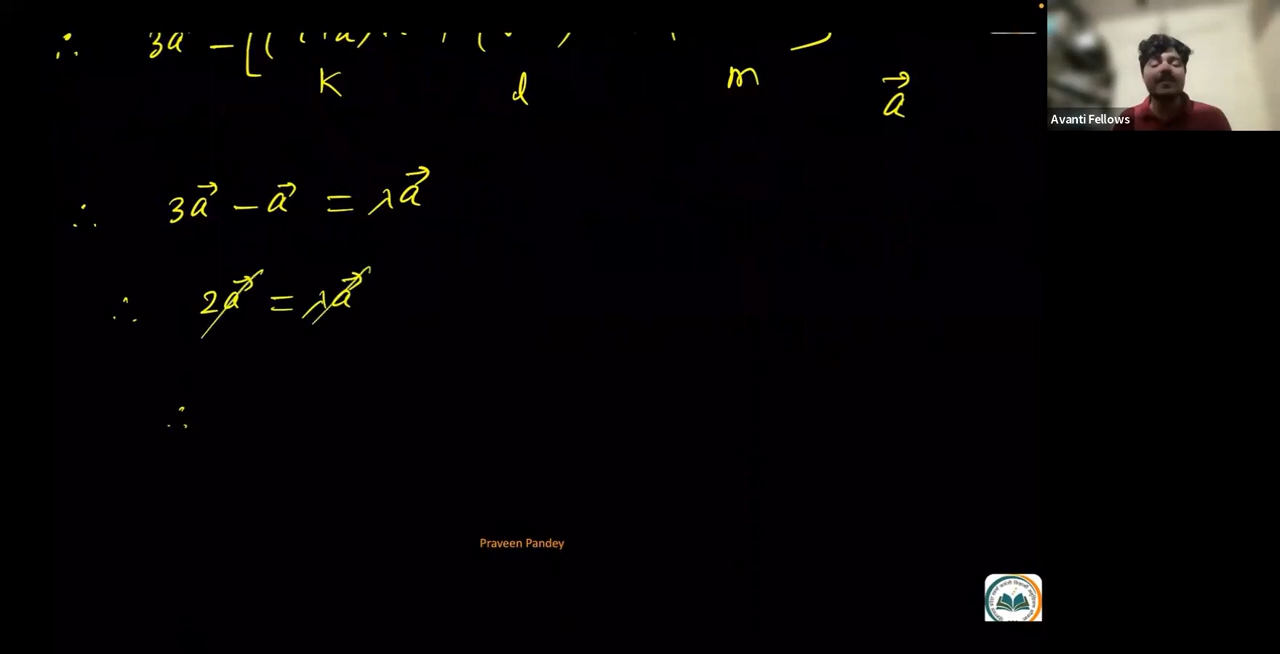 ∴ 3a⃗ − [(
k d m a⃗
Avanti Fellows
∴ 3a⃗ − a⃗ = λa⃗
∴ 2a⃗ = λa⃗
∴
Praveen Pandey